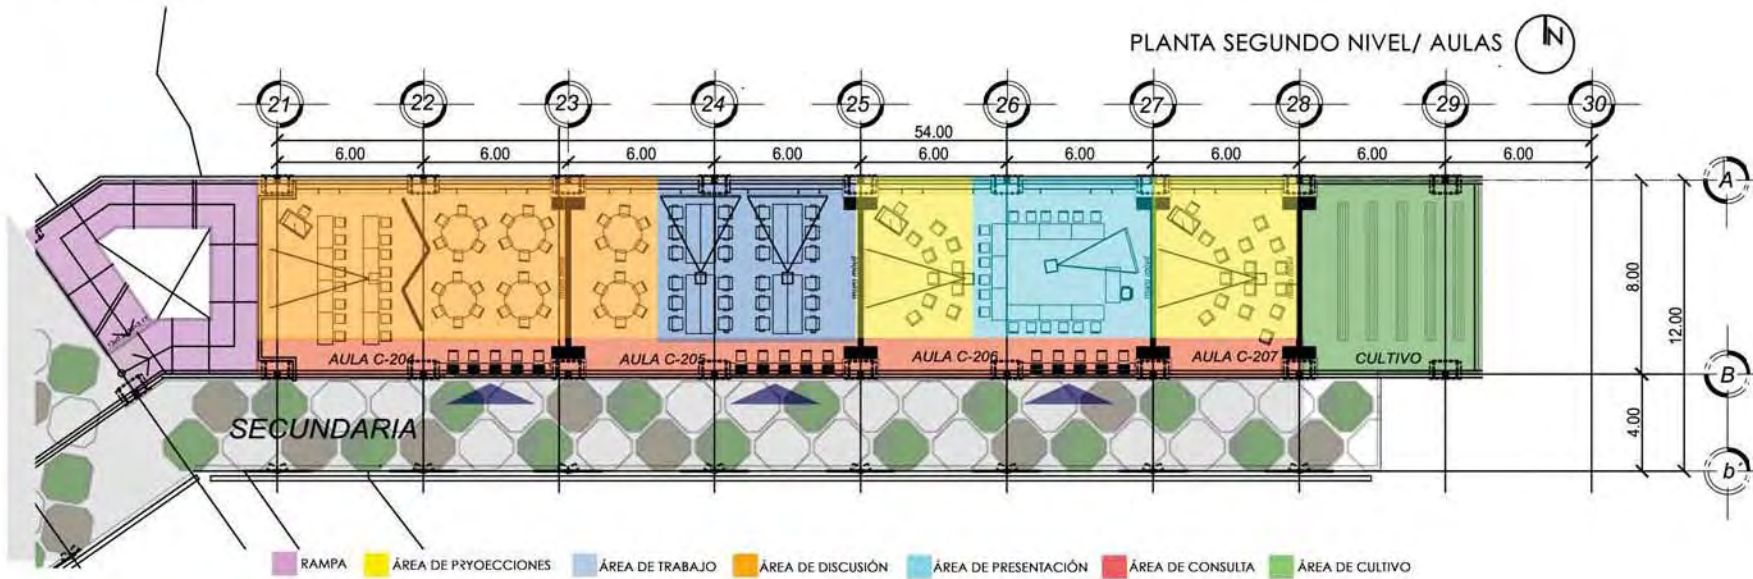 PLANTA SEGUNDO NIVEL/ AULAS
N
21 22 23 24 25 26 27 28 29 30
54.00
6.00 6.00 6.00 6.00 6.00 6.00 6.00 6.00 6.00
A
8.00
12.00
AULA C-204 AULA C-205 AULA C-206 AULA C-207 CULTIVO
B
4.00
SECUNDARIA
b'
RAMPA ÁREA DE PRYOECCIONES ÁREA DE TRABAJO ÁREA DE DISCUSIÓN ÁREA DE PRESENTACIÓN ÁREA DE CONSULTA ÁREA DE CULTIVO